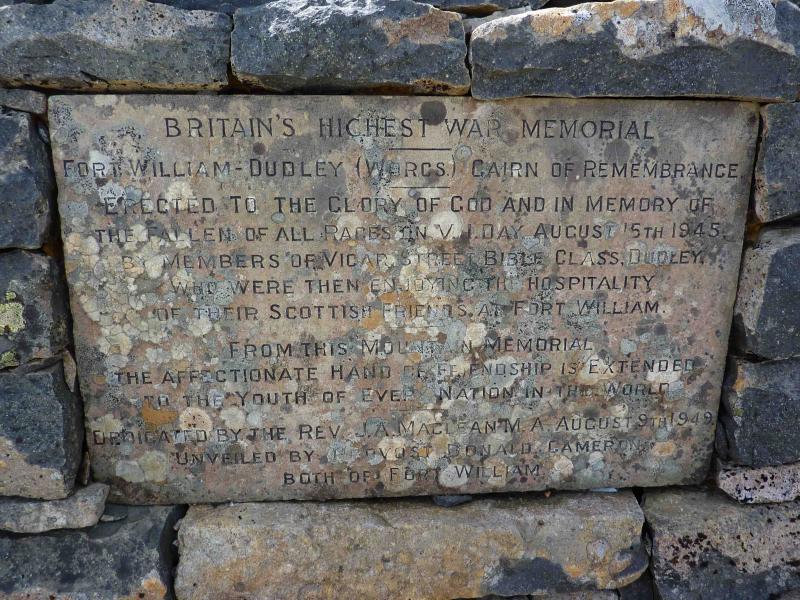 BRITAIN'S HIGHEST WAR MEMORIAL
FORT WILLIAM-DUDLEY (WORCS.) CAIRN OF REMEMBRANCE
ERECTED TO THE GLORY OF GOD AND IN MEMORY OF
THE FALLEN OF ALL RACES ON V.J.DAY AUGUST 15TH 1945.
BY MEMBERS OF VICAR STREET BIBLE CLASS, DUDLEY,
WHO WERE THEN ENJOYING THE HOSPITALITY
OF THEIR SCOTTISH FRIENDS AT FORT WILLIAM.
FROM THIS MOUNTAIN MEMORIAL
THE AFFECTIONATE HAND OF FRIENDSHIP IS EXTENDED
TO THE YOUTH OF EVERY NATION IN THE WORLD
DEDICATED BY THE REV. J.A. MACLEAN M.A. AUGUST 9TH 1949.
UNVEILED BY PROVOST DONALD CAMERON
BOTH OF FORT WILLIAM